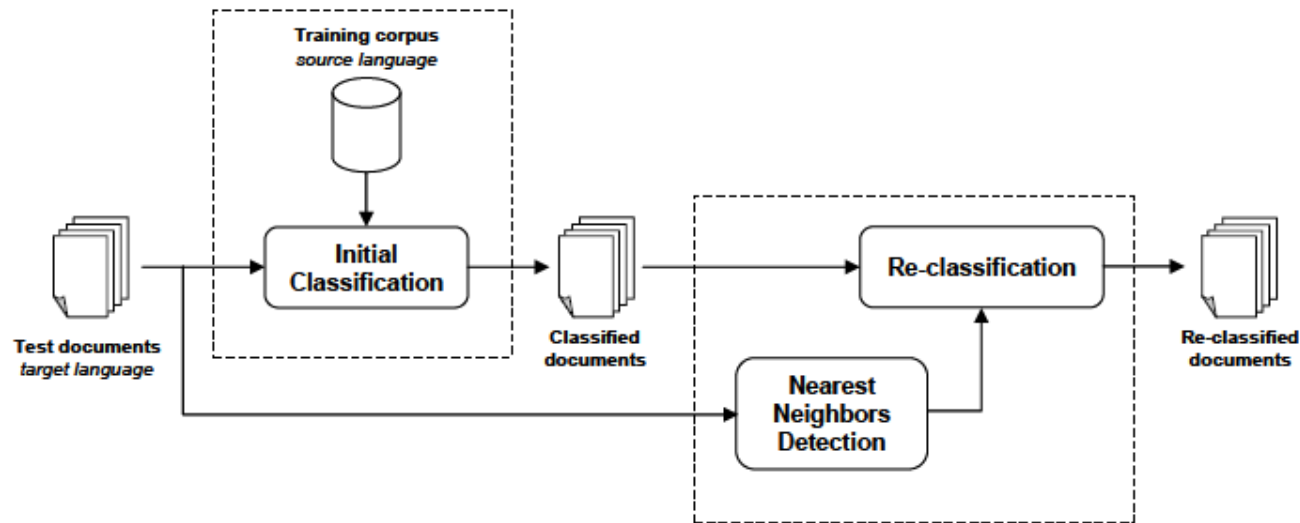 Training corpus
source language
Initial
Classification
Re-classification
Test documents
target language
Classified
documents
Re-classified
documents
Nearest
Neighbors
Detection